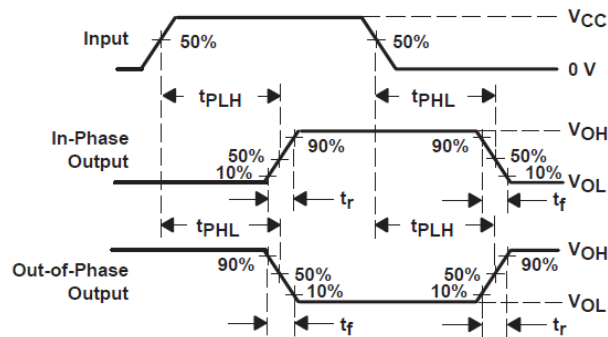 Input
50%
50%
VCC
0 V
tPLH
tPHL
In-Phase
Output
50%
10%
90%
90%
50%
10%
VOH
VOL
tr
tf
tPHL
tPLH
Out-of-Phase
Output
90%
50%
10%
50%
10%
90%
VOH
VOL
tf
tr